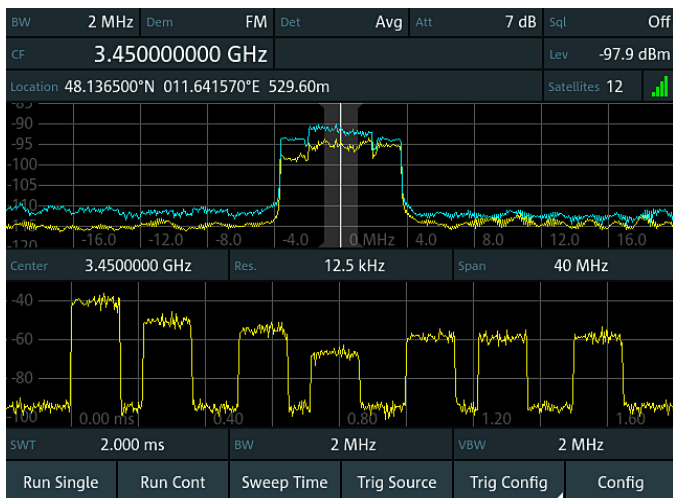 BW 2 MHz Dem FM Det Avg Att 7 dB Sql Off
CF 3.450000000 GHz Lev -97.9 dBm
Location 48.136500°N 011.641570°E 529.60m Satellites 12
-85
-90
-95
-100
-105
-110
-120 -16.0 -12.0 -8.0 -4.0 0 MHz 4.0 8.0 12.0 16.0
Center 3.4500000 GHz Res. 12.5 kHz Span 40 MHz
-40
-60
-80
-100 0.00 ms 0.40 0.80 1.20 1.60
SWT 2.000 ms BW 2 MHz VBW 2 MHz
Run Single Run Cont Sweep Time Trig Source Trig Config Config